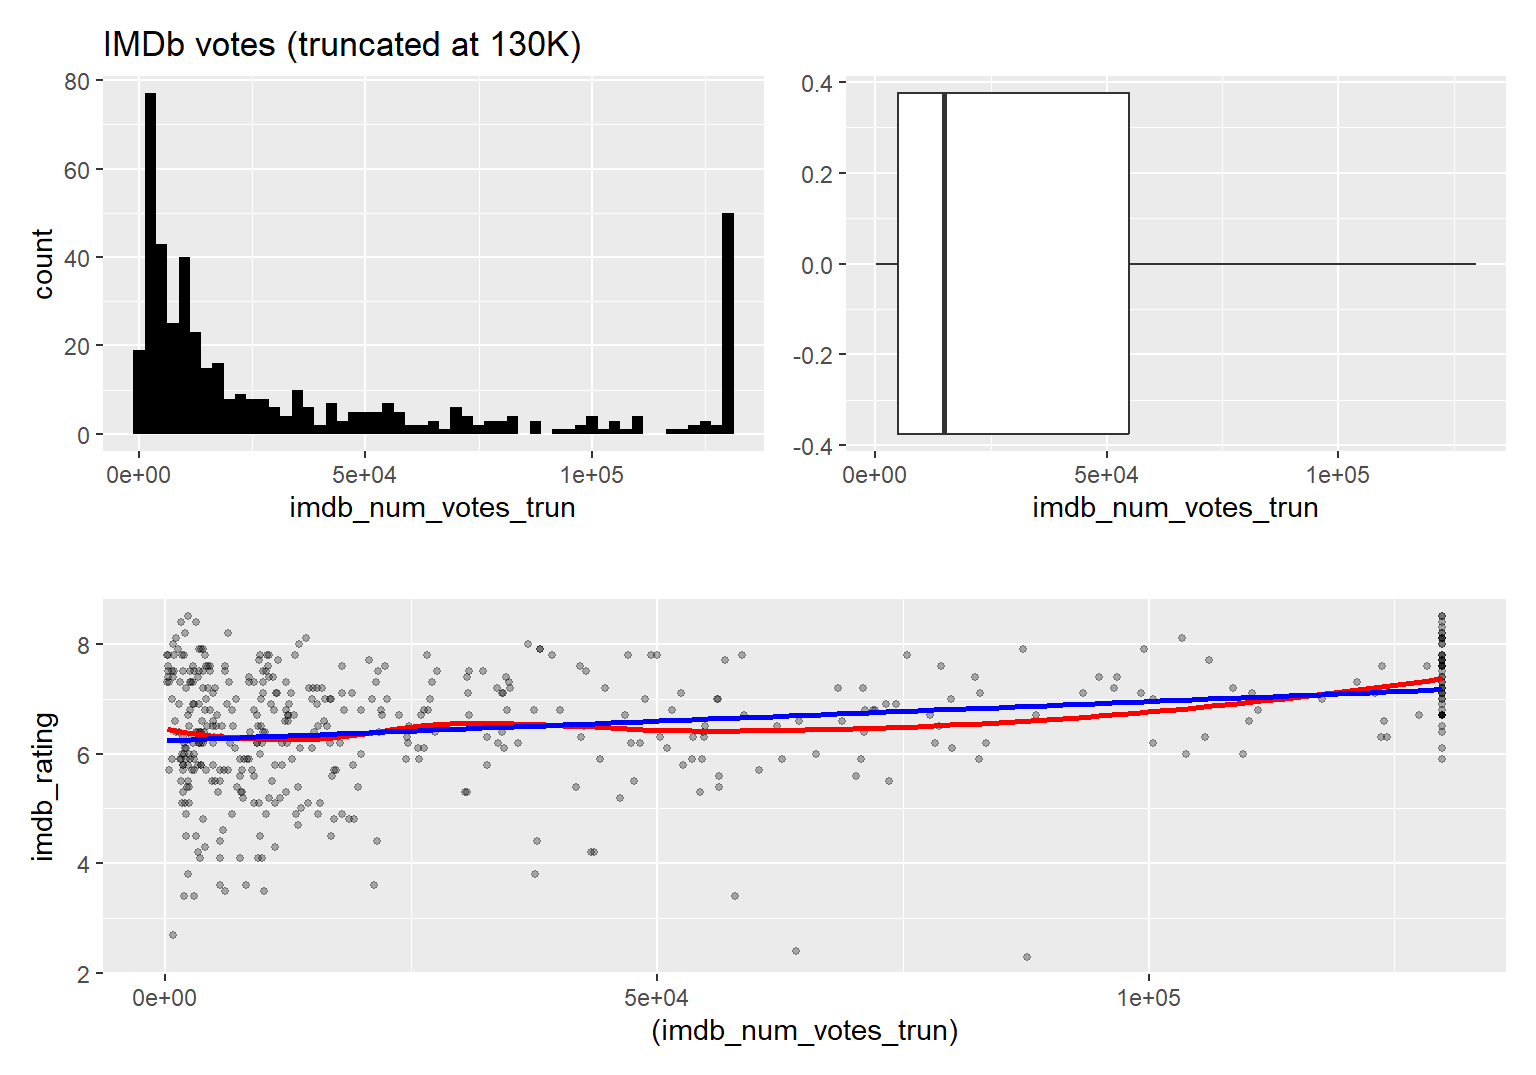 IMDb votes (truncated at 130K)
80
60
40
20
0
count
0e+00 5e+04 1e+05
imdb_num_votes_trun
0.4
0.2
0.0
-0.2
-0.4
0e+00 5e+04 1e+05
imdb_num_votes_trun
8
6
4
2
imdb_rating
0e+00 5e+04 1e+05
(imdb_num_votes_trun)